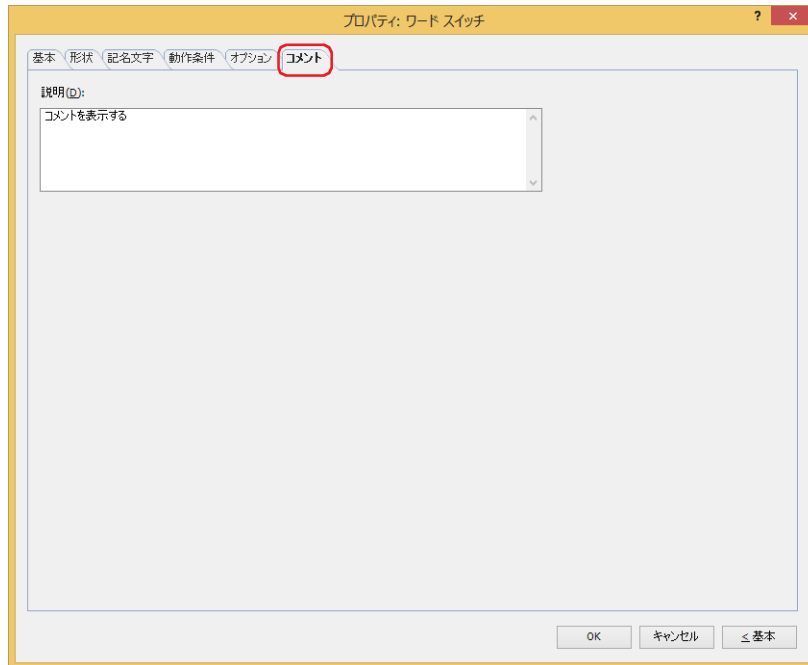 プロパティ: ワード スイッチ
? ×
基本 形状 記名文字 動作条件 オプション コメント
説明(D):
コメントを表示する
OK キャンセル ≤ 基本